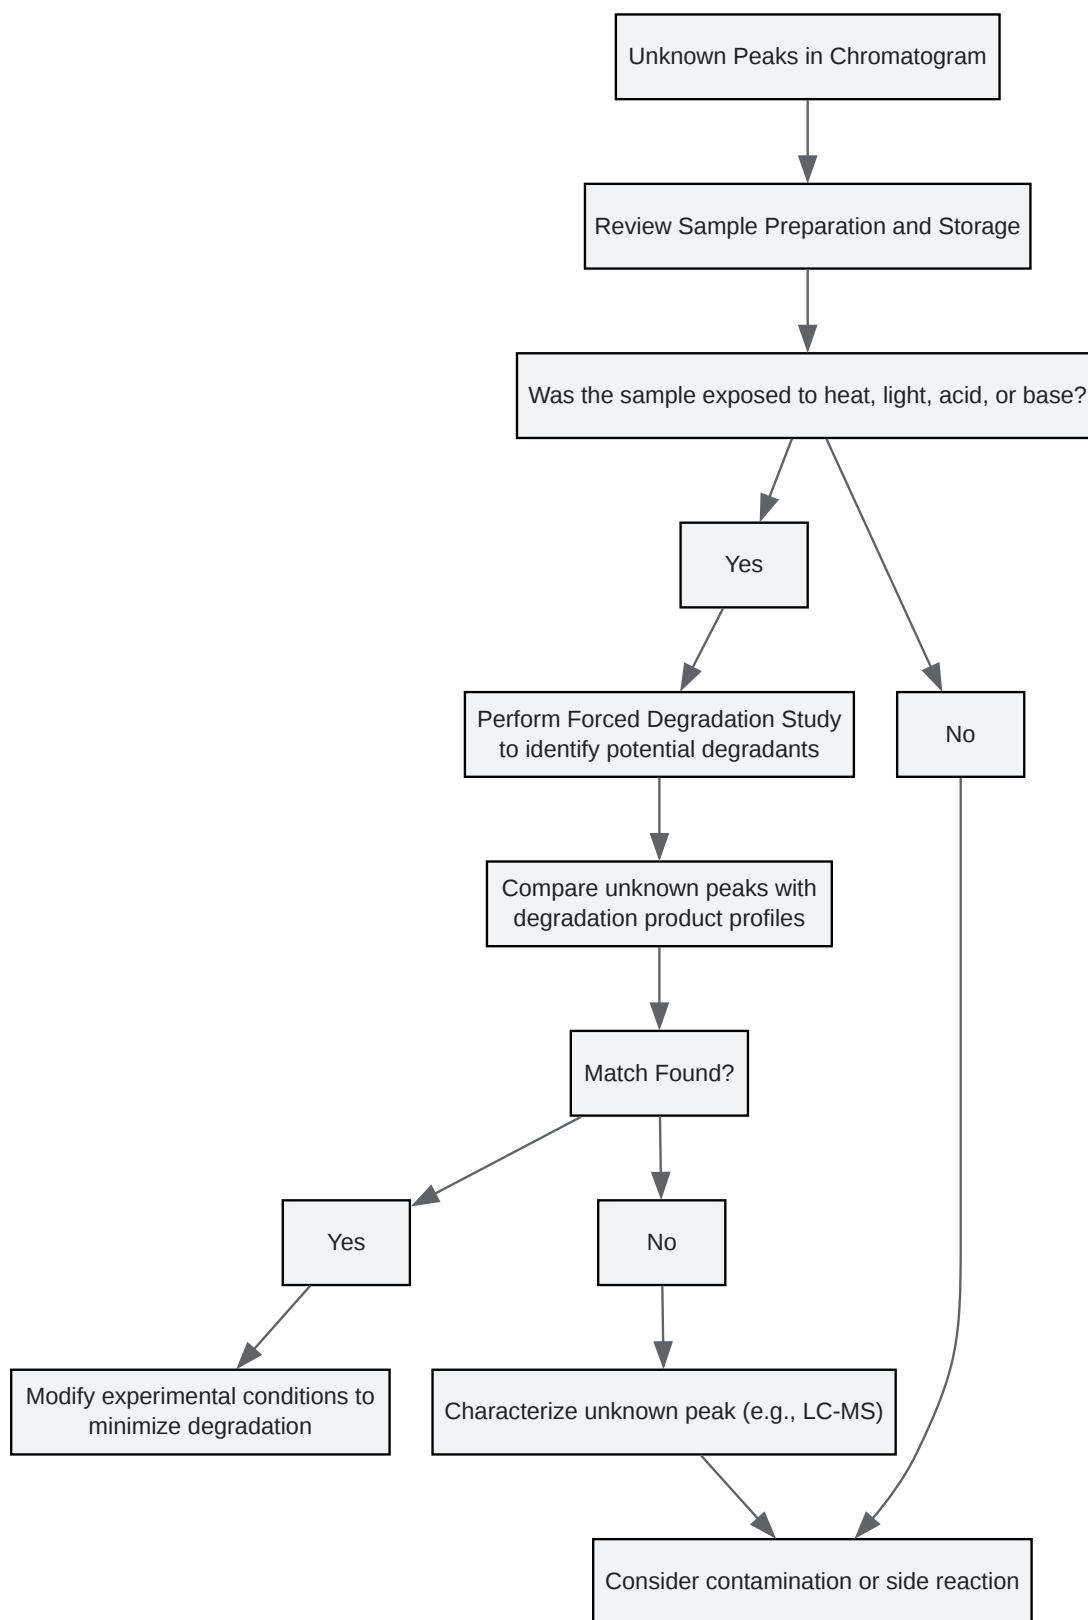 Unknown Peaks in Chromatogram
Review Sample Preparation and Storage
Was the sample exposed to heat, light, acid, or base?
Yes
Perform Forced Degradation Study
to identify potential degradants
No
Compare unknown peaks with
degradation product profiles
Match Found?
Yes
No
Modify experimental conditions to
minimize degradation
Characterize unknown peak (e.g., LC-MS)
Consider contamination or side reaction